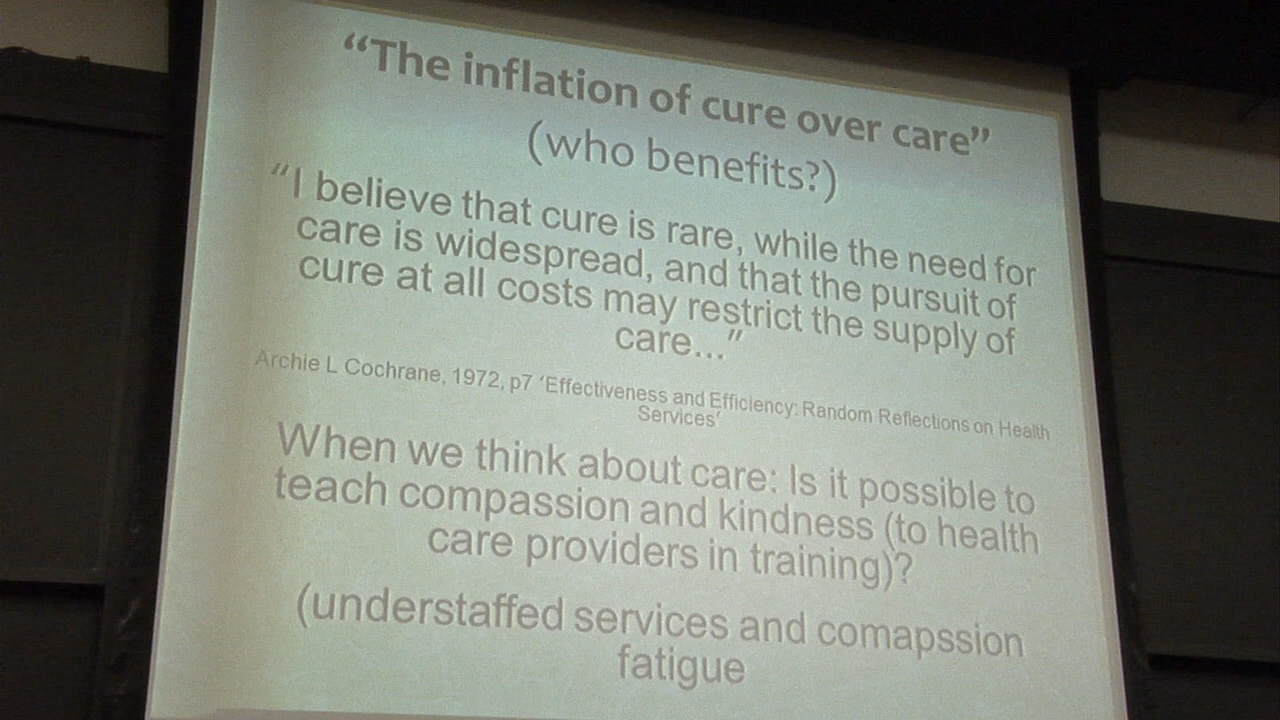 “The inflation of cure over care”
(who benefits?)
“I believe that cure is rare, while the need for
care is widespread, and that the pursuit of
cure at all costs may restrict the supply of
care...”
Archie L Cochrane, 1972, p7 ‘Effectiveness and Efficiency: Random Reflections on Health
Services’
When we think about care: Is it possible to
teach compassion and kindness (to health
care providers in training)?
(understaffed services and comapssion
fatigue